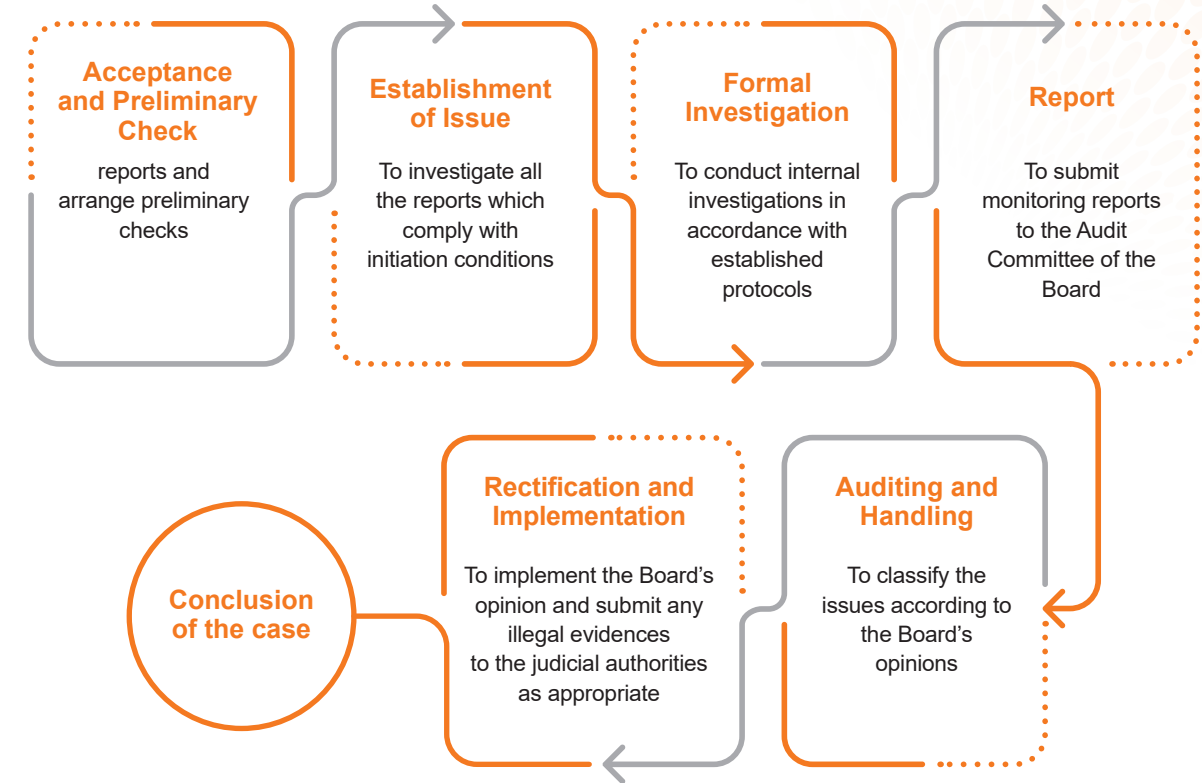 Acceptance
and Preliminary
Check
reports and
arrange preliminary
checks
Establishment
of Issue
To investigate all
the reports which
comply with
initiation conditions
Formal
Investigation
To conduct internal
investigations in
accordance with
established
protocols
Report
To submit
monitoring reports
to the Audit
Committee of the
Board
Auditing and
Handling
To classify the
issues according to
the Board’s
opinions
Rectification and
Implementation
To implement the Board’s
opinion and submit any
illegal evidences
to the judicial authorities
as appropriate
Conclusion
of the case